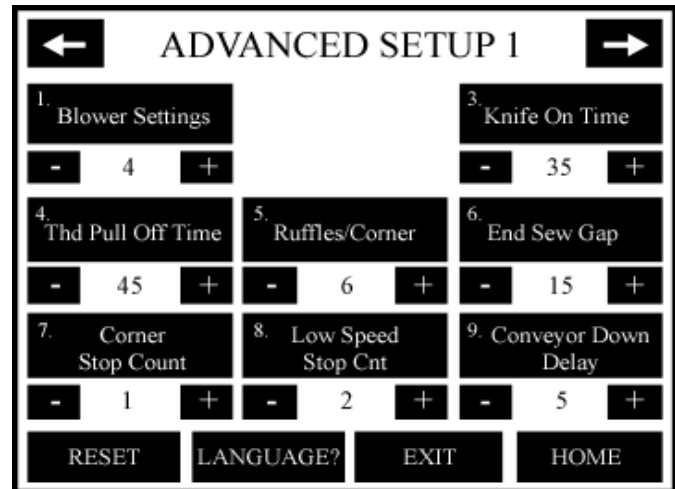 ADVANCED SETUP 1
1. Blower Settings
- 4 +
3. Knife On Time
- 35 +
4. Thd Pull Off Time
- 45 +
5. Ruffles/Corner
- 6 +
6. End Sew Gap
- 15 +
7. Corner
Stop Count
- 1 +
8. Low Speed
Stop Cnt
- 2 +
9. Conveyor Down
Delay
- 5 +
RESET
LANGUAGE?
EXIT
HOME